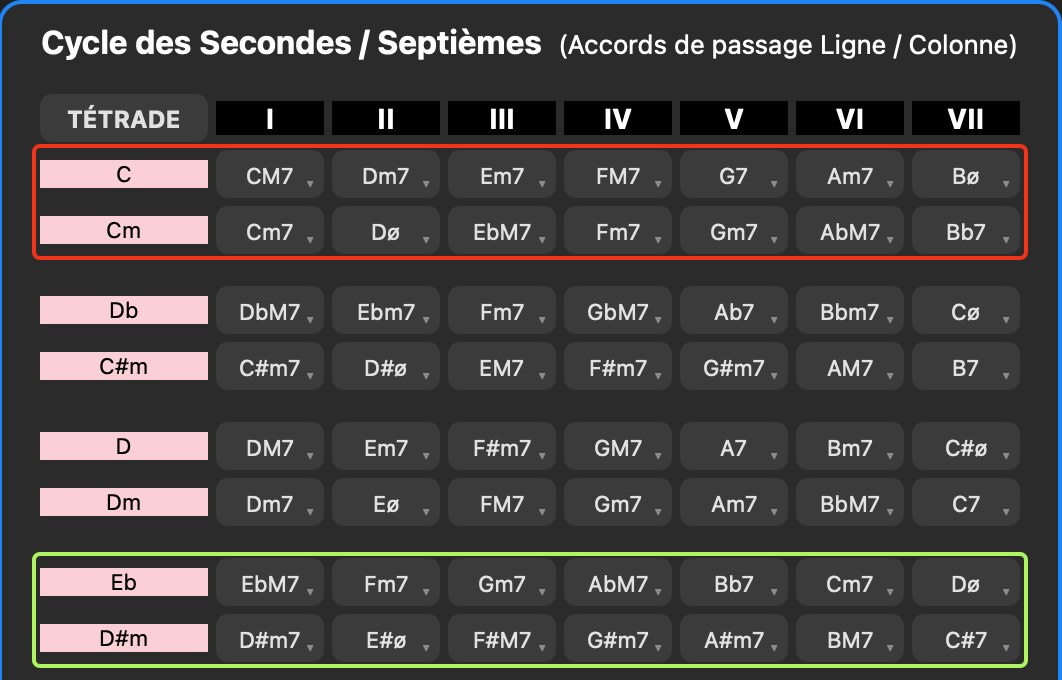 Cycle des Secondes / Septièmes (Accords de passage Ligne / Colonne)
TÉTRADE I II III IV V VI VII
C CM7 Dm7 Em7 FM7 G7 Am7 Bø
Cm Cm7 Dø EbM7 Fm7 Gm7 AbM7 Bb7
Db DbM7 Ebm7 Fm7 GbM7 Ab7 Bbm7 Cø
C#m C#m7 D#ø EM7 F#m7 G#m7 AM7 B7
D DM7 Em7 F#m7 GM7 A7 Bm7 C#ø
Dm Dm7 Eø FM7 Gm7 Am7 BbM7 C7
Eb EbM7 Fm7 Gm7 AbM7 Bb7 Cm7 Dø
D#m D#m7 E#ø F#M7 G#m7 A#m7 BM7 C#7